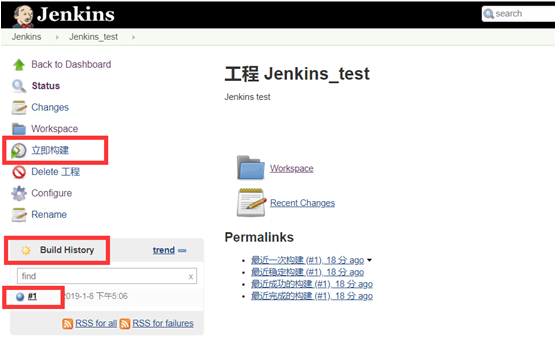 Jenkins
search
Jenkins Jenkins_test
Back to Dashboard
Status
Changes
Workspace
立即构建
Delete 工程
Configure
Rename
Build History trend
find x
#1 2019-1-8 下午5:06
RSS for all RSS for failures
工程 Jenkins_test
Jenkins test
Workspace
Recent Changes
Permalinks
最近一次构建 (#1), 18 分 ago
最近稳定构建 (#1), 18 分 ago
最近成功的构建 (#1), 18 分 ago
最近完成的构建 (#1), 18 分 ago